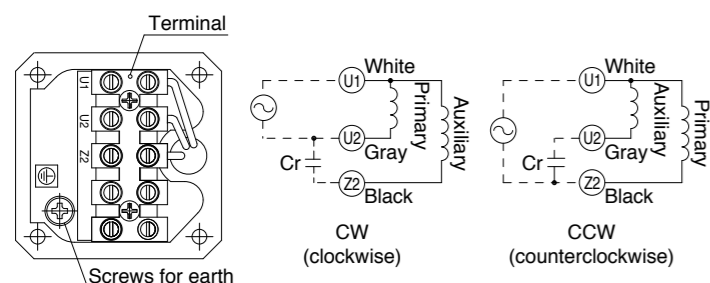 Terminal
U1
U2
Z2
Screws for earth
U1
White
Primary
Auxiliary
U2
Gray
Cr
Z2
Black
CW
(clockwise)
U1
White
Auxiliary
Primary
U2
Gray
Cr
Z2
Black
CCW
(counterclockwise)